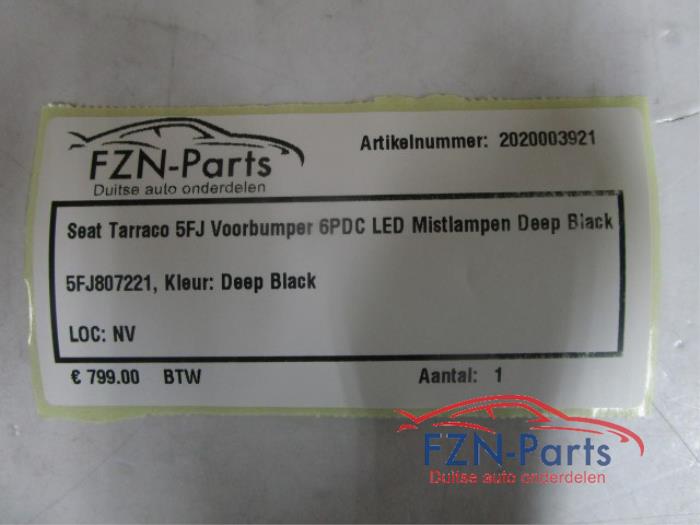 FZN-Parts
Duitse auto onderdelen
Artikelnummer: 2020003921
Seat Tarraco 5FJ Voorbumper 6PDC LED Mistlampen Deep Black
5FJ807221, Kleur: Deep Black
LOC: NV
€ 799.00 BTW Aantal: 1
FZN-Parts
Duitse auto onderdelen